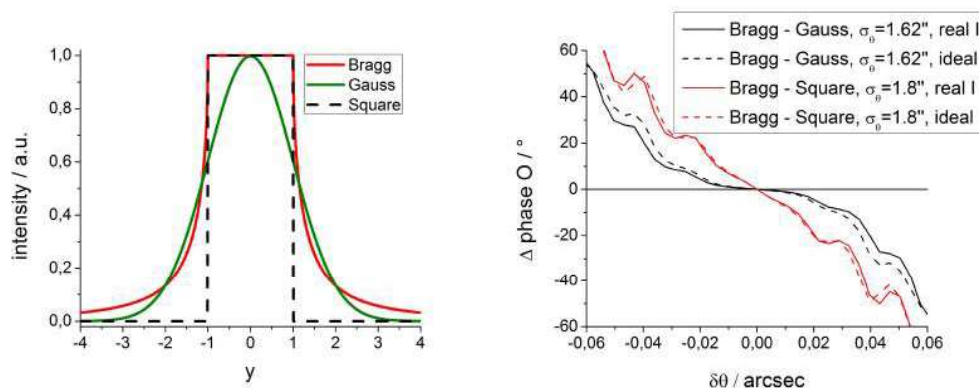 1,0
0,8
0,6
0,4
0,2
0,0
intensity / a.u.
-4 -3 -2 -1 0 1 2 3 4
y
Bragg
Gauss
Square
Bragg - Gauss, σθ=1.62", real I
Bragg - Gauss, σθ=1.62", ideal
Bragg - Square, σθ=1.8", real I
Bragg - Square, σθ=1.8", ideal
60
40
20
0
-20
-40
-60
Δ phase O / °
-0,06 -0,04 -0,02 0,00 0,02 0,04 0,06
δθ / arcsec